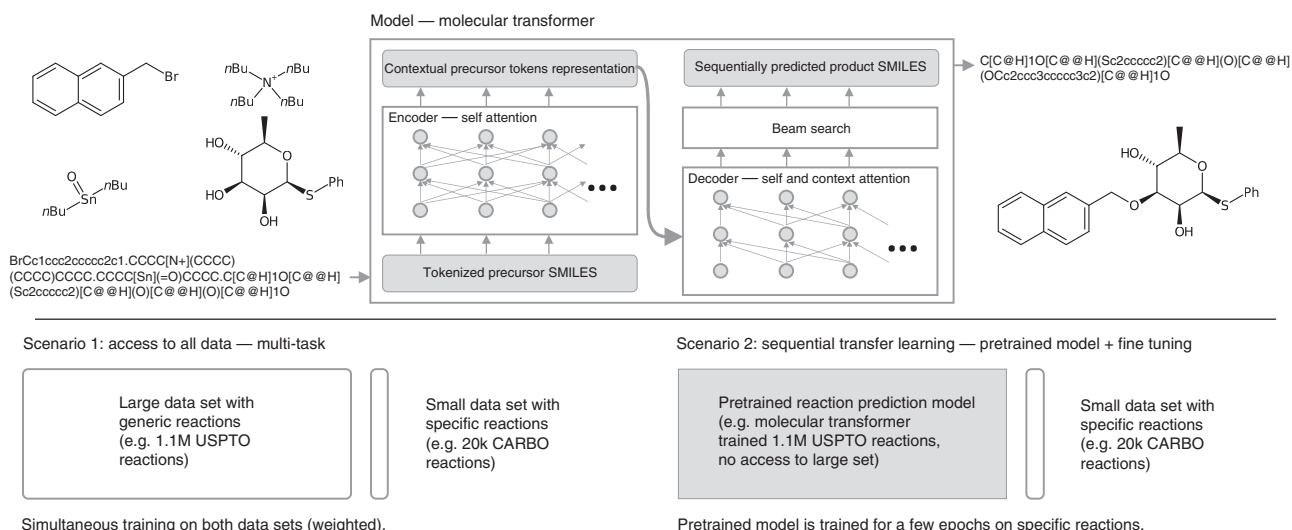 Model — molecular transformer
Br
nBu
nBu
N+
nBu
nBu
O
nBu
Sn
nBu
HO
O
HO
HO
S
Ph
OH
BrCc1ccc2ccccc2c1.CCCC[N+](CCCC)
(CCCC)CCCC.CCCC[Sn](=O)CCCC.C[C@H]1O[C@@H]
(Sc2ccccc2)[C@@H](O)[C@@H](O)[C@@H]1O
Contextual precursor tokens representation
Encoder — self attention
Tokenized precursor SMILES
Sequentially predicted product SMILES
Beam search
Decoder — self and context attention
C[C@H]1O[C@@H](Sc2ccccc2)[C@@H](O)[C@@H]
(OCc2ccc3ccccc3c2)[C@@H]1O
HO
O
O
S
Ph
OH
Scenario 1: access to all data — multi-task
Large data set with
generic reactions
(e.g. 1.1M USPTO
reactions)
Small data set with
specific reactions
(e.g. 20k CARBO
reactions)
Simultaneous training on both data sets (weighted).
Scenario 2: sequential transfer learning — pretrained model + fine tuning
Pretrained reaction prediction model
(e.g. molecular transformer
trained 1.1M USPTO reactions,
no access to large set)
Small data set with
specific reactions
(e.g. 20k CARBO
reactions)
Pretrained model is trained for a few epochs on specific reactions.